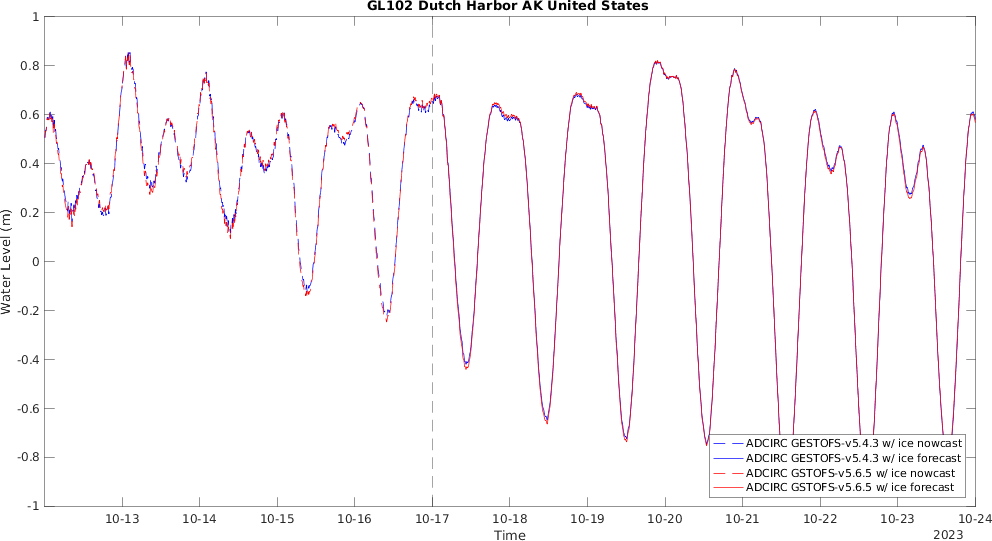 GL102 Dutch Harbor AK United States
1
0.8
0.6
0.4
0.2
0
-0.2
-0.4
-0.6
-0.8
-1
Water Level (m)
ADCIRC GESTOFS-v5.4.3 w/ ice nowcast
ADCIRC GESTOFS-v5.4.3 w/ ice forecast
ADCIRC GSTOFS-v5.6.5 w/ ice nowcast
ADCIRC GSTOFS-v5.6.5 w/ ice forecast
10-13 10-14 10-15 10-16 10-17 10-18 10-19 10-20 10-21 10-22 10-23 10-24
Time
2023